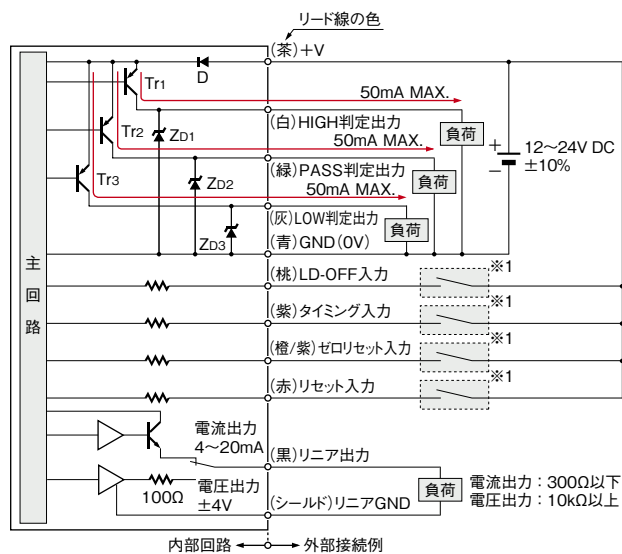 リード線の色
(茶)+V
D
Tr1
50mA MAX.
(白)HIGH判定出力
負荷
Tr2
ZD1
50mA MAX.
12~24V DC
±10%
+
−
(緑)PASS判定出力
負荷
Tr3
ZD2
50mA MAX.
(灰)LOW判定出力
負荷
ZD3
(青)GND(0V)
主回路
(桃)LD-OFF入力
※1
(紫)タイミング入力
※1
(橙/紫)ゼロリセット入力
※1
(赤)リセット入力
※1
電流出力
4~20mA
(黒)リニア出力
100Ω
電圧出力
±4V
負荷
電流出力:300Ω以下
電圧出力:10kΩ以上
(シールド)リニアGND
内部回路
外部接続例